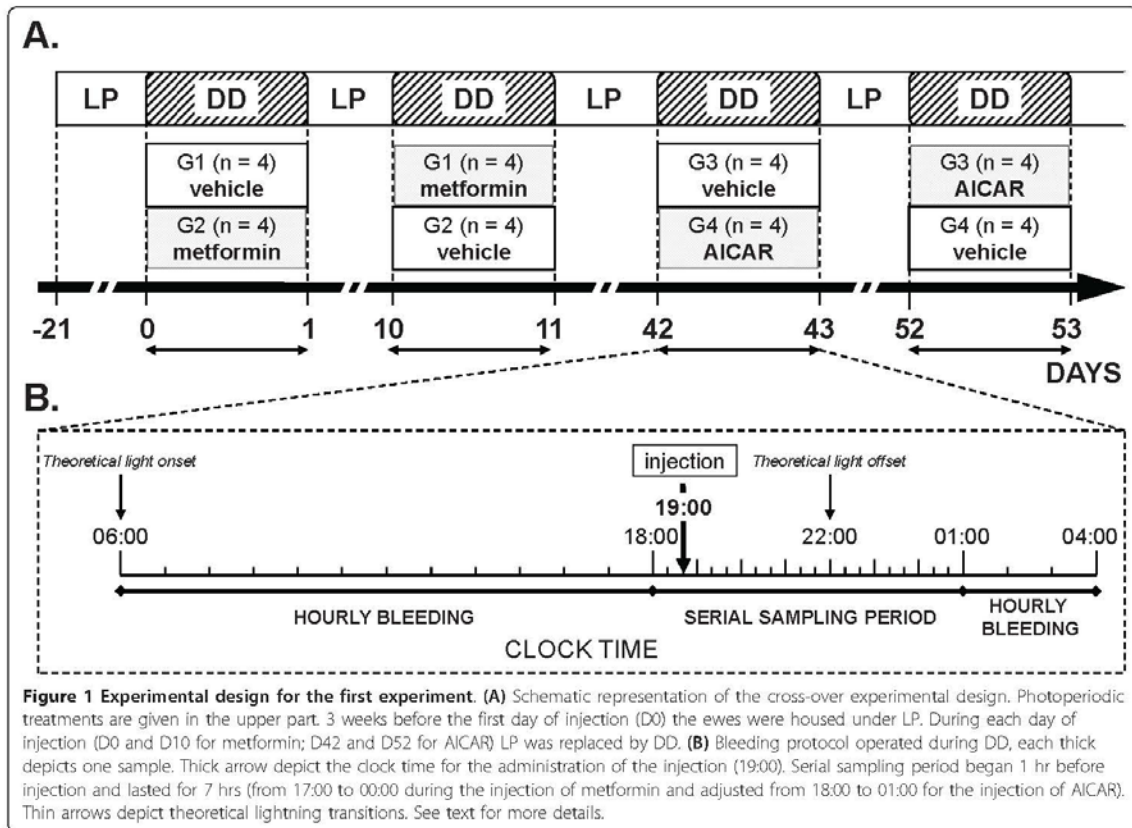 A.
LP DD LP DD LP DD LP DD
G1 (n = 4) vehicle
G2 (n = 4) metformin
G1 (n = 4) metformin
G2 (n = 4) vehicle
G3 (n = 4) vehicle
G4 (n = 4) AICAR
G3 (n = 4) AICAR
G4 (n = 4) vehicle
-21 0 1 10 11 42 43 52 53
DAYS
B.
Theoretical light onset
injection
Theoretical light offset
19:00
06:00 18:00 22:00 01:00 04:00
HOURLY BLEEDING SERIAL SAMPLING PERIOD HOURLY BLEEDING
CLOCK TIME
Figure 1 Experimental design for the first experiment. (A) Schematic representation of the cross-over experimental design. Photoperiodic
treatments are given in the upper part. 3 weeks before the first day of injection (D0) the ewes were housed under LP. During each day of
injection (D0 and D10 for metformin; D42 and D52 for AICAR) LP was replaced by DD. (B) Bleeding protocol operated during DD, each thick
depicts one sample. Thick arrow depict the clock time for the administration of the injection (19:00). Serial sampling period began 1 hr before
injection and lasted for 7 hrs (from 17:00 to 00:00 during the injection of metformin and adjusted from 18:00 to 01:00 for the injection of AICAR).
Thin arrows depict theoretical lightning transitions. See text for more details.